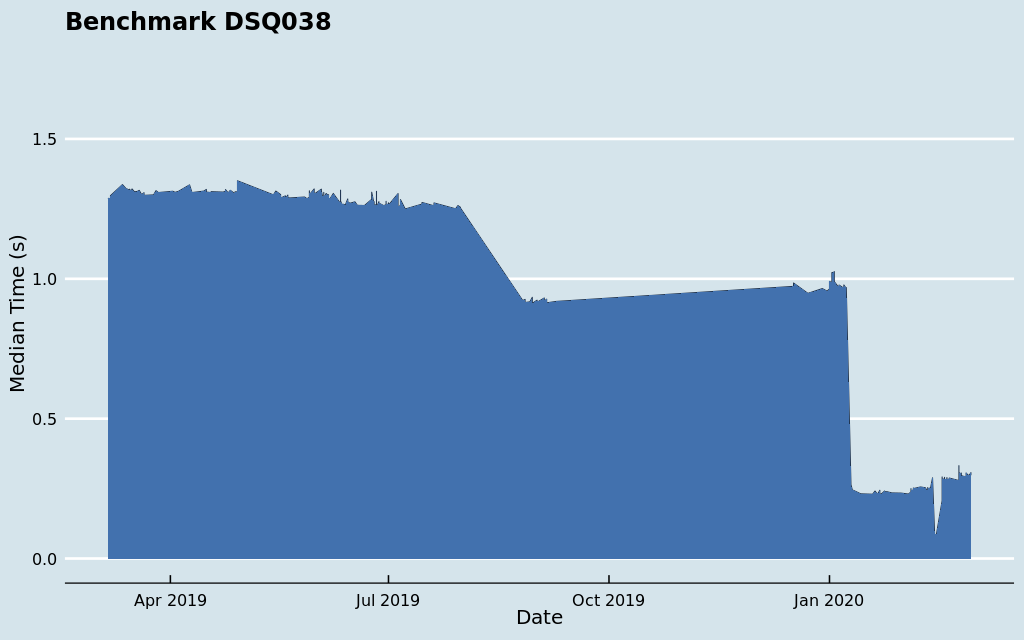 Benchmark DSQ038
Median Time (s)
1.5
1.0
0.5
0.0
Apr 2019
Jul 2019
Oct 2019
Jan 2020
Date